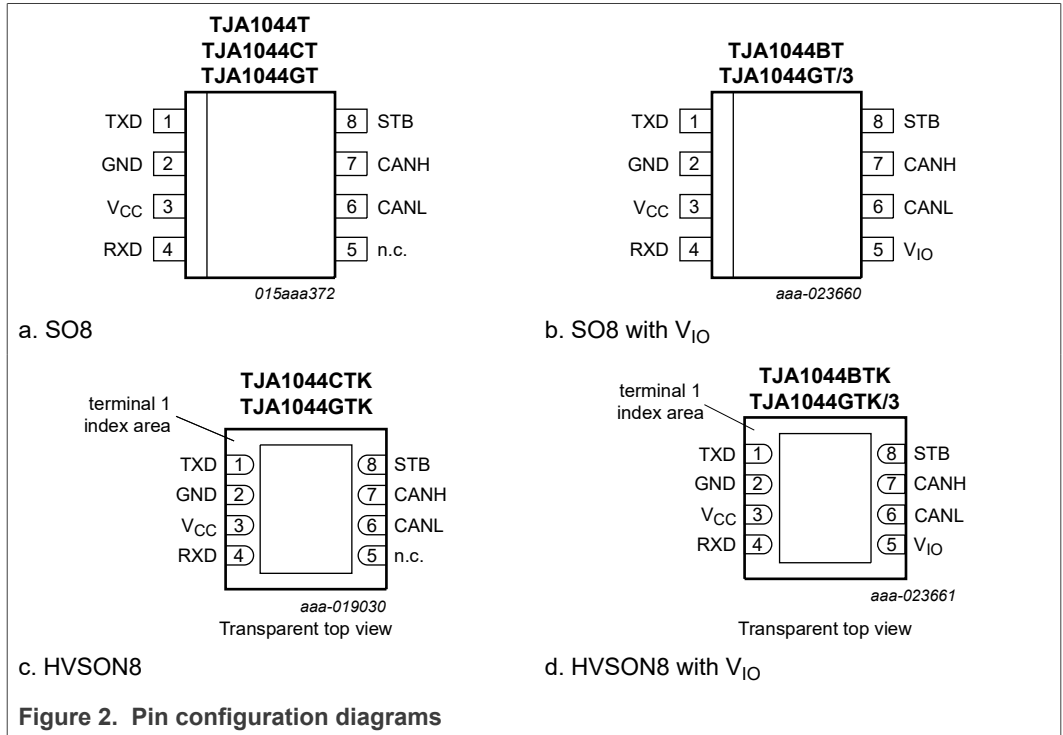 TJA1044T
TJA1044CT
TJA1044GT
TXD 1
GND 2
VCC 3
RXD 4
8 STB
7 CANH
6 CANL
5 n.c.
015aaa372
a. SO8
TJA1044BT
TJA1044GT/3
TXD 1
GND 2
VCC 3
RXD 4
8 STB
7 CANH
6 CANL
5 VIO
aaa-023660
b. SO8 with VIO
TJA1044CTK
TJA1044GTK
terminal 1
index area
TXD 1
GND 2
VCC 3
RXD 4
8 STB
7 CANH
6 CANL
5 n.c.
aaa-019030
Transparent top view
c. HVSON8
TJA1044BTK
TJA1044GTK/3
terminal 1
index area
TXD 1
GND 2
VCC 3
RXD 4
8 STB
7 CANH
6 CANL
5 VIO
aaa-023661
Transparent top view
d. HVSON8 with VIO
Figure 2. Pin configuration diagrams